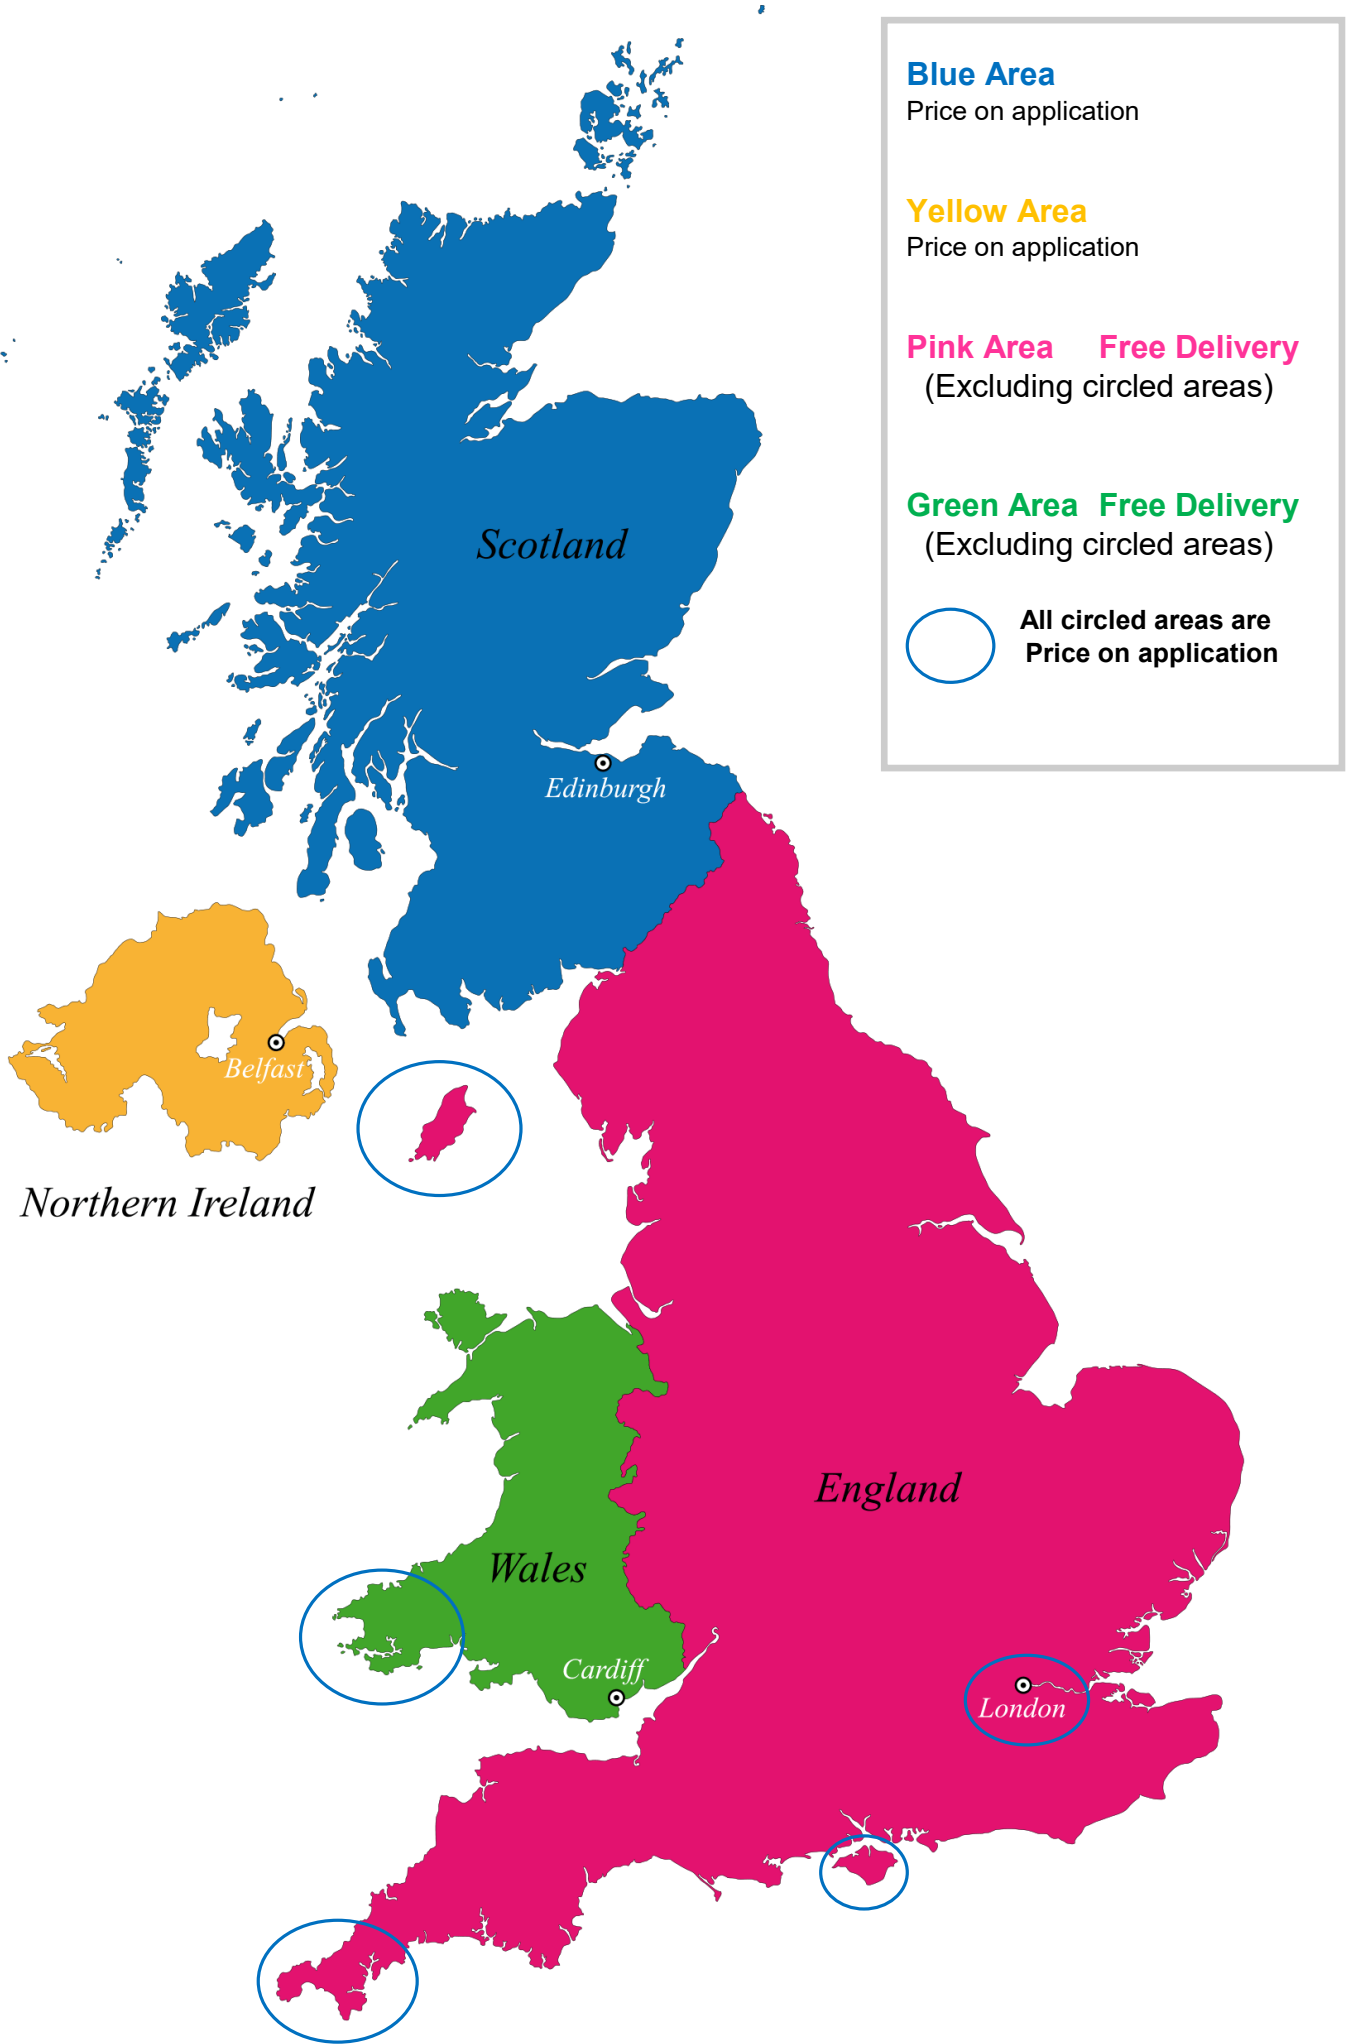 Blue Area
Price on application
Yellow Area
Price on application
Pink Area Free Delivery
(Excluding circled areas)
Green Area Free Delivery
(Excluding circled areas)
All circled areas are
Price on application
Scotland
Edinburgh
Belfast
Northern Ireland
England
Wales
Cardiff
London